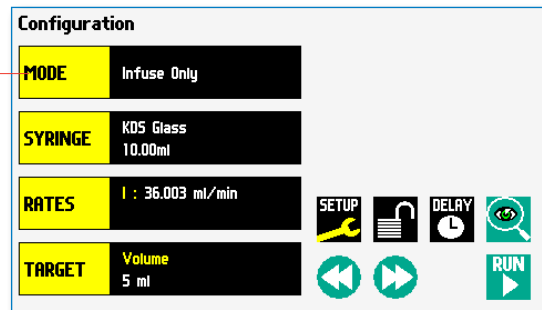 Configuration
MODE
Infuse Only
SYRINGE
KDS Glass
10.00ml
RATES
I : 36.003 ml/min
TARGET
Volume
5 ml
SETUP
DELAY
RUN